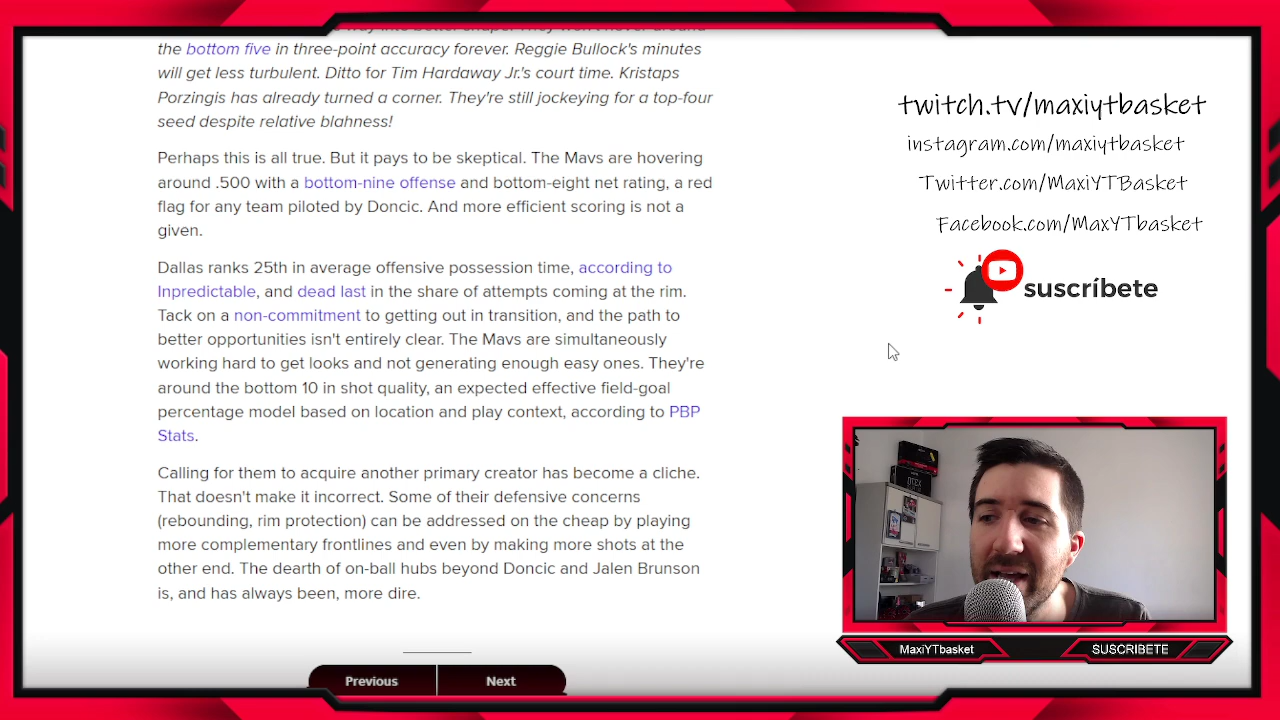 the bottom five in three-point accuracy forever. Reggie Bullock's minutes
will get less turbulent. Ditto for Tim Hardaway Jr.'s court time. Kristaps
Porzingis has already turned a corner. They're still jockeying for a top-four
seed despite relative blahness!
Perhaps this is all true. But it pays to be skeptical. The Mavs are hovering
around .500 with a bottom-nine offense and bottom-eight net rating, a red
flag for any team piloted by Doncic. And more efficient scoring is not a
given.
Dallas ranks 25th in average offensive possession time, according to
Inpredictable, and dead last in the share of attempts coming at the rim.
Tack on a non-commitment to getting out in transition, and the path to
better opportunities isn't entirely clear. The Mavs are simultaneously
working hard to get looks and not generating enough easy ones. They're
around the bottom 10 in shot quality, an expected effective field-goal
percentage model based on location and play context, according to PBP
Stats.
Calling for them to acquire another primary creator has become a cliche.
That doesn't make it incorrect. Some of their defensive concerns
(rebounding, rim protection) can be addressed on the cheap by playing
more complementary frontlines and even by making more shots at the
other end. The dearth of on-ball hubs beyond Doncic and Jalen Brunson
is, and has always been, more dire.
Previous
Next
twitch.tv/maxiytbasket
instagram.com/maxiytbasket
Twitter.com/MaxiYTBasket
Facebook.com/MaxYTbasket
suscríbete
MaxiYTbasket
SUSCRIBETE